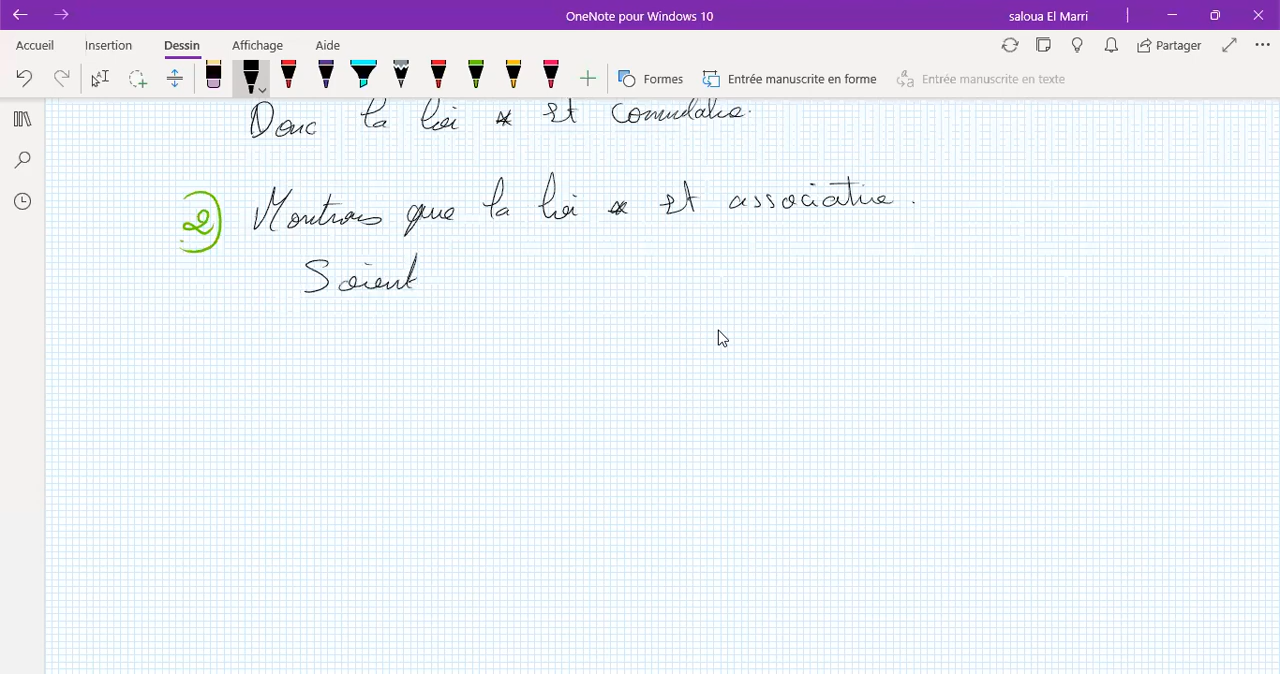 OneNote pour Windows 10
saloua El Marri
Accueil Insertion Dessin Affichage Aide
Partager
Formes Entrée manuscrite en forme Entrée manuscrite en texte
Donc la loi * est commutative.
2) Montrons que la loi * est associative.
Soient